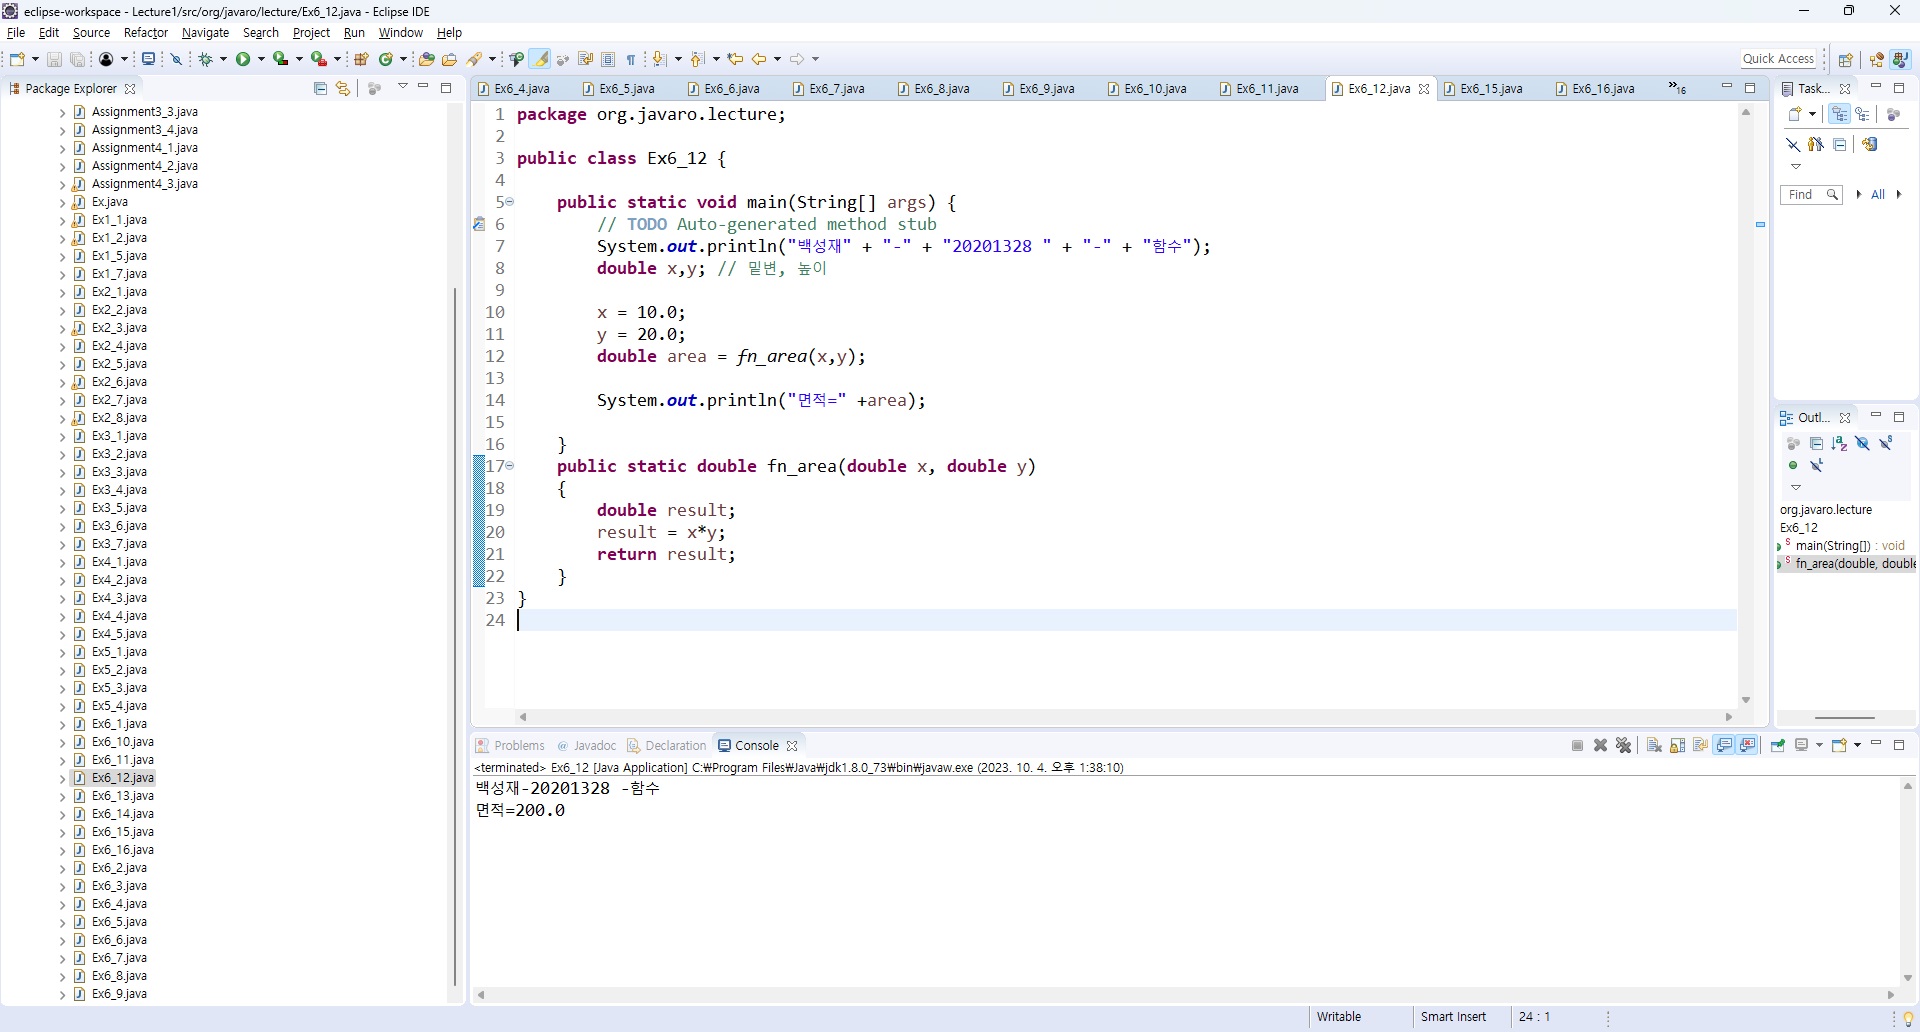 eclipse-workspace - Lecture1/src/org/javaro/lecture/Ex6_12.java - Eclipse IDE
File Edit Source Refactor Navigate Search Project Run Window Help
Quick Access
Package Explorer
Assignment3_3.java
Assignment3_4.java
Assignment4_1.java
Assignment4_2.java
Assignment4_3.java
Ex.java
Ex1_1.java
Ex1_2.java
Ex1_5.java
Ex1_7.java
Ex2_1.java
Ex2_2.java
Ex2_3.java
Ex2_4.java
Ex2_5.java
Ex2_6.java
Ex2_7.java
Ex2_8.java
Ex3_1.java
Ex3_2.java
Ex3_3.java
Ex3_4.java
Ex3_5.java
Ex3_6.java
Ex3_7.java
Ex4_1.java
Ex4_2.java
Ex4_3.java
Ex4_4.java
Ex4_5.java
Ex5_1.java
Ex5_2.java
Ex5_3.java
Ex5_4.java
Ex6_1.java
Ex6_10.java
Ex6_11.java
Ex6_12.java
Ex6_13.java
Ex6_14.java
Ex6_15.java
Ex6_16.java
Ex6_2.java
Ex6_3.java
Ex6_4.java
Ex6_5.java
Ex6_6.java
Ex6_7.java
Ex6_8.java
Ex6_9.java
Ex6_4.java Ex6_5.java Ex6_6.java Ex6_7.java Ex6_8.java Ex6_9.java Ex6_10.java Ex6_11.java Ex6_12.java Ex6_15.java Ex6_16.java »16
1 package org.javaro.lecture;
2
3 public class Ex6_12 {
4
5 public static void main(String[] args) {
6 // TODO Auto-generated method stub
7 System.out.println("백성재" + "-" + "20201328 " + "-" + "함수");
8 double x,y; // 밑변, 높이
9
10 x = 10.0;
11 y = 20.0;
12 double area = fn_area(x,y);
13
14 System.out.println("면적=" +area);
15
16 }
17 public static double fn_area(double x, double y)
18 {
19 double result;
20 result = x*y;
21 return result;
22 }
23 }
24
Problems @ Javadoc Declaration Console
<terminated> Ex6_12 [Java Application] C:₩Program Files₩Java₩jdk1.8.0_73₩bin₩javaw.exe (2023. 10. 4. 오후 1:38:10)
백성재-20201328 -함수
면적=200.0
Task...
Find All
Outl...
org.javaro.lecture
Ex6_12
main(String[]) : void
fn_area(double, double
Writable Smart Insert 24 : 1